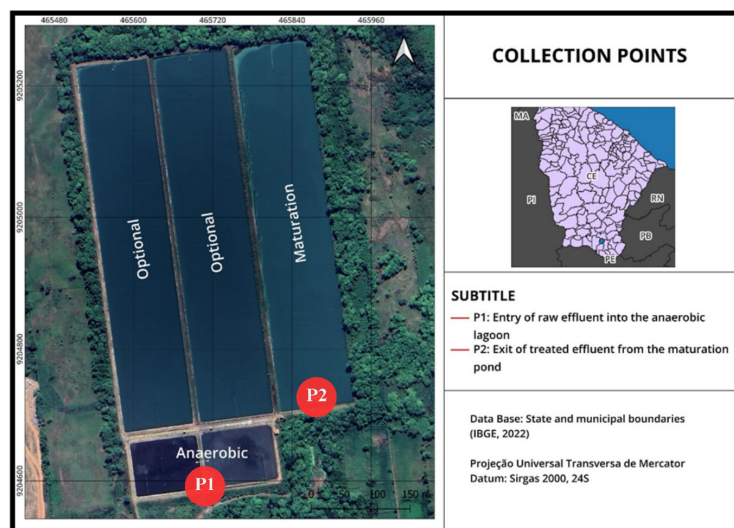 465480 465600 465720 465840 465960
9205200
9205000
9204800
9204600
Optional
Optional
Maturation
Anaerobic
P1
P2
0 50 100 150 m
COLLECTION POINTS
MA
CE
RN
PI
PB
PE
SUBTITLE
P1: Entry of raw effluent into the anaerobic
lagoon
P2: Exit of treated effluent from the maturation
pond
Data Base: State and municipal boundaries
(IBGE, 2022)
Projeção Universal Transversa de Mercator
Datum: Sirgas 2000, 24S